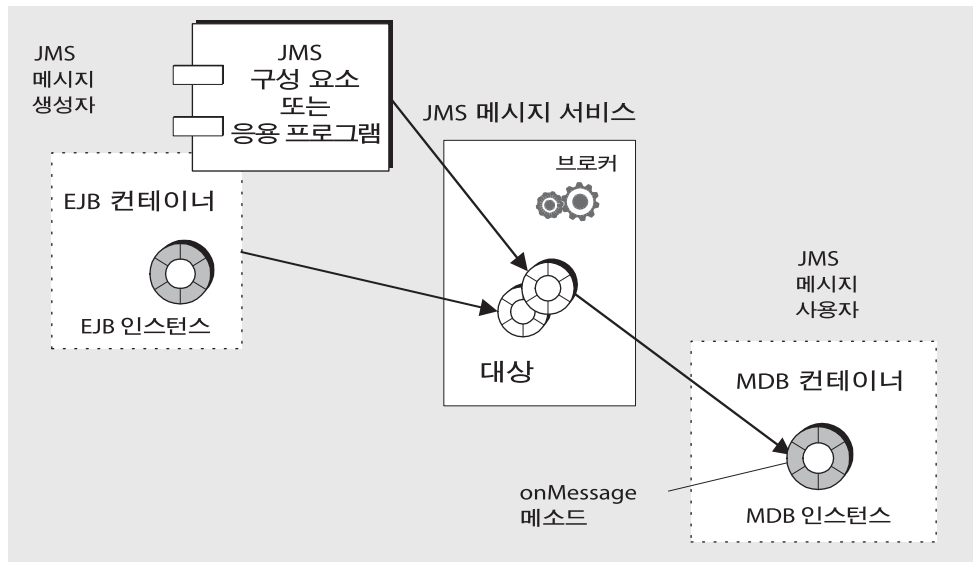 JMS
메시지
생성자
JMS
구성 요소
또는
응용 프로그램
JMS 메시지 서비스
브로커
EJB 컨테이너
EJB 인스턴스
대상
JMS
메시지
사용자
MDB 컨테이너
onMessage
메소드
MDB 인스턴스